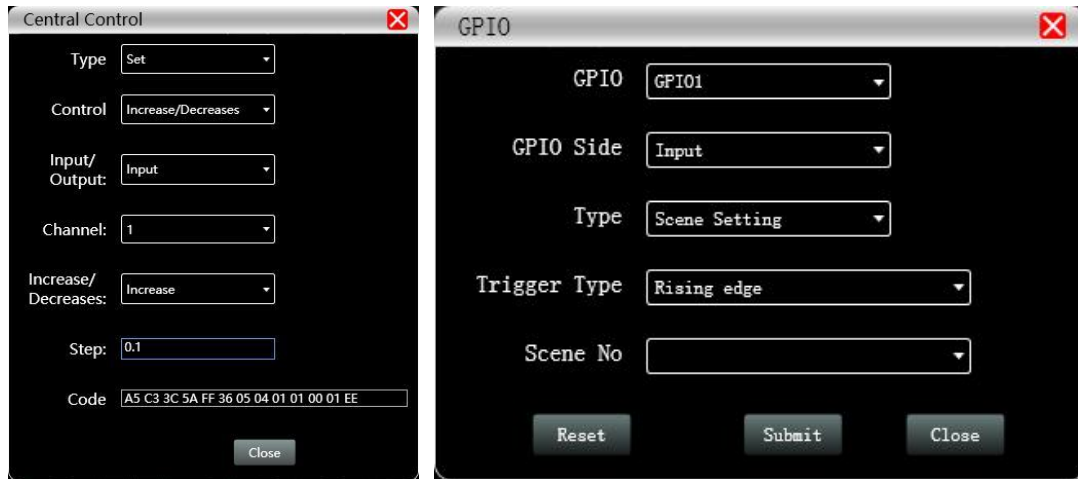 Central Control
Type Set
Control Increase/Decreases
Input/
Output: Input
Channel: 1
Increase/
Decreases: Increase
Step: 0.1
Code A5 C3 3C 5A FF 36 05 04 01 01 00 01 EE
Close
GPIO
GPIO GPIO1
GPIO Side Input
Type Scene Setting
Trigger Type Rising edge
Scene No
Reset Submit Close